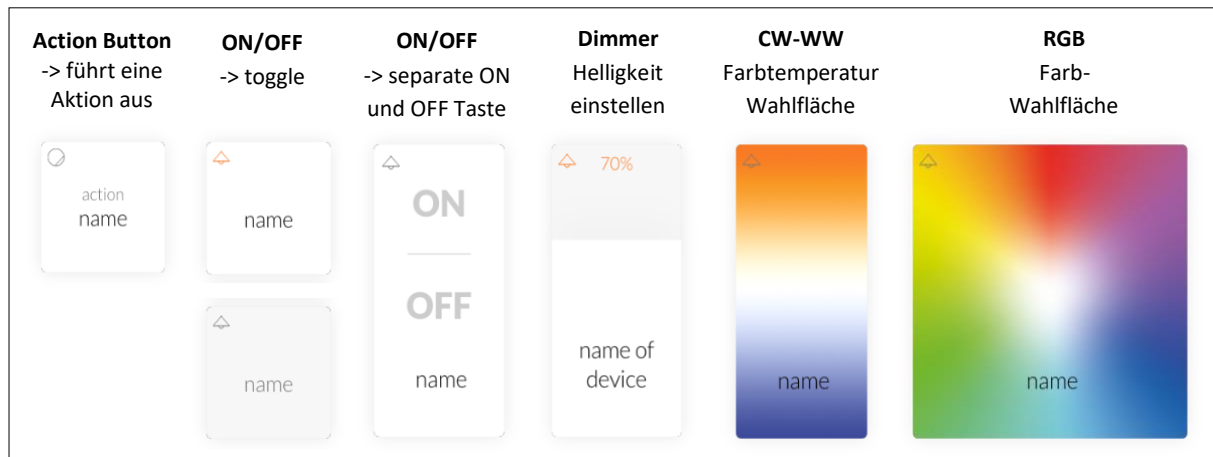 Action Button
-> führt eine
Aktion aus
ON/OFF
-> toggle
ON/OFF
-> separate ON
und OFF Taste
Dimmer
Helligkeit
einstellen
CW-WW
Farbtemperatur
Wahlfläche
RGB
Farb-
Wahlfläche
action
name
name
name
ON
OFF
name
70%
name of
device
name
name